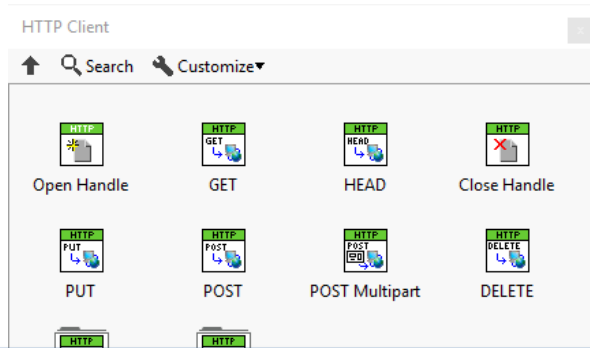 HTTP Client
x
Search Customize
HTTP HTTP HTTP HTTP
GET HEAD
Open Handle GET HEAD Close Handle
HTTP HTTP HTTP HTTP
PUT POST POST DELETE
PUT POST POST Multipart DELETE
HTTP HTTP